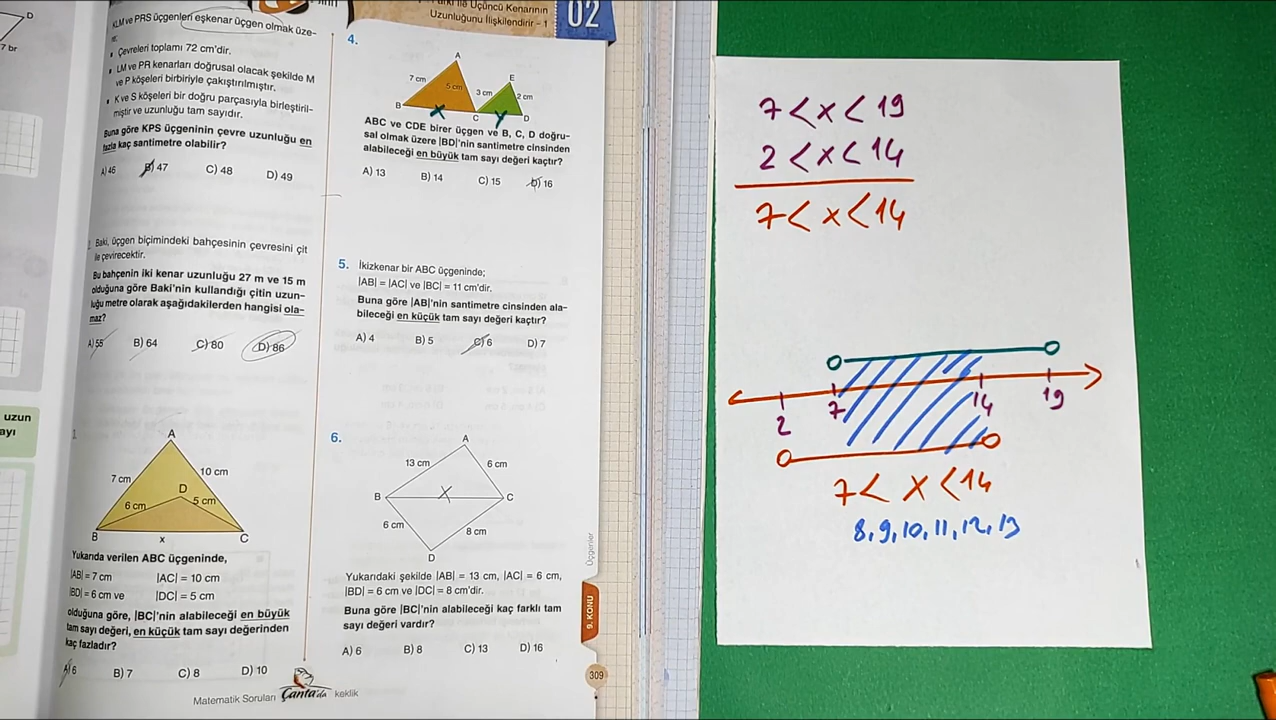 D
7 br
uzun
ayı
KLM ve PRS üçgenleri eşkenar üçgen olmak üze-
re;
• Çevreleri toplamı 72 cm'dir.
• LM ve PR kenarları doğrusal olacak şekilde M
ve P köşeleri birbiriyle çakıştırılmıştır.
• K ve S köşeleri bir doğru parçasıyla birleştiril-
miştir ve uzunluğu tam sayıdır.
Buna göre KPS üçgeninin çevre uzunluğu en
fazla kaç santimetre olabilir?
A) 46 B) 47 C) 48 D) 49
Baki, üçgen biçimindeki bahçesinin çevresini çit
ile çevirecektir.
Bu bahçenin iki kenar uzunluğu 27 m ve 15 m
olduğuna göre Baki'nin kullandığı çitin uzun-
luğu metre olarak aşağıdakilerden hangisi ola-
maz?
A) 55 B) 64 C) 80 D) 86
A
7 cm 10 cm
D
6 cm 5 cm
B x C
Yukarıda verilen ABC üçgeninde,
|AB| = 7 cm |AC| = 10 cm
|BD| = 6 cm ve |DC| = 5 cm
olduğuna göre, |BC|'nin alabileceği en büyük
tam sayı değeri, en küçük tam sayı değerinden
kaç fazladır?
A) 6 B) 7 C) 8 D) 10
Farkı ile Üçüncü Kenarının
Uzunluğunu İlişkilendirir – 1
02
4.
A
7 cm 5 cm 3 cm E 2 cm
B x C y D
ABC ve CDE birer üçgen ve B, C, D doğru-
sal olmak üzere |BD|'nin santimetre cinsinden
alabileceği en büyük tam sayı değeri kaçtır?
A) 13 B) 14 C) 15 D) 16
5. İkizkenar bir ABC üçgeninde;
|AB| = |AC| ve |BC| = 11 cm'dir.
Buna göre |AB|'nin santimetre cinsinden ala-
bileceği en küçük tam sayı değeri kaçtır?
A) 4 B) 5 C) 6 D) 7
6.
A
13 cm 6 cm
B x C
6 cm 8 cm
D
Yukarıdaki şekilde |AB| = 13 cm, |AC| = 6 cm,
|BD| = 6 cm ve |DC| = 8 cm'dir.
Buna göre |BC|'nin alabileceği kaç farklı tam
sayı değeri vardır?
A) 6 B) 8 C) 13 D) 16
Üçgenler
9. KONU
309
Matematik Soruları Çanta'da keklik
7 < x < 19
2 < x < 14
7 < x < 14
2 7 14 19
7 < x < 14
8, 9, 10, 11, 12, 13